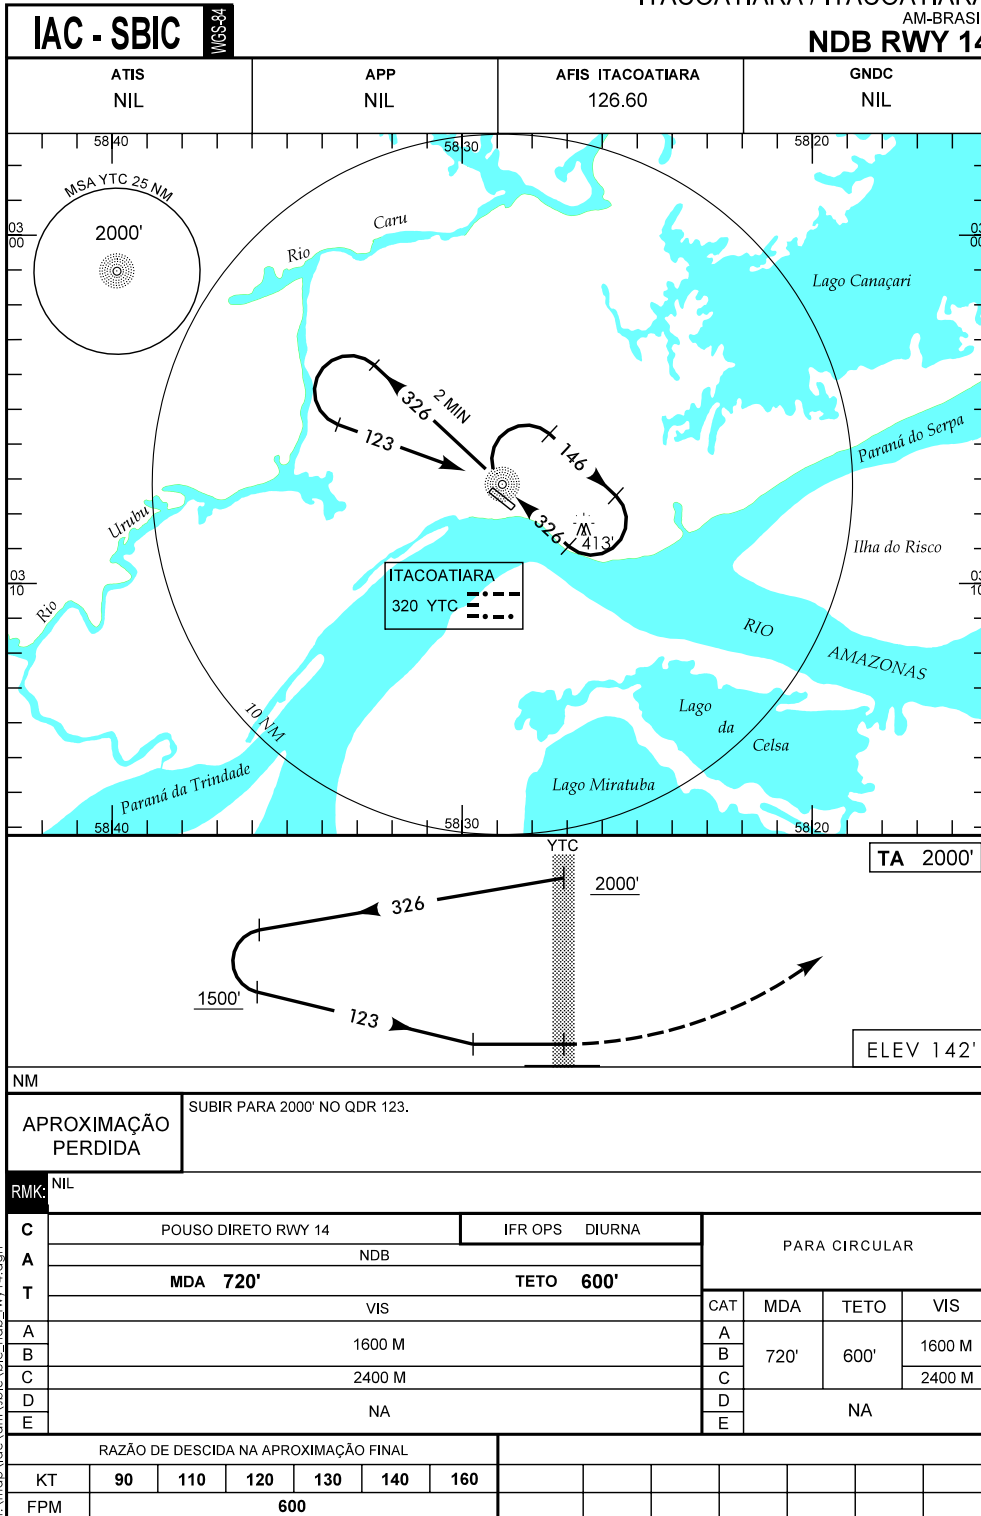 ITACOATIARA / ITACOATIARA
AM-BRASI
IAC - SBIC
WGS-84
NDB RWY 14
ATIS
NIL
APP
NIL
AFIS ITACOATIARA
126.60
GNDC
NIL
58 40
58 30
58 20
MSA YTC 25 NM
2000'
03
00
03
00
Caru
Rio
Lago Canaçari
326
2 MIN
123
146
326
413'
Paraná do Serpa
Urubu
Rio
Ilha do Risco
03
10
03
10
ITACOATIARA
320 YTC
RIO
AMAZONAS
10 NM
Lago
da
Celsa
Paraná da Trindade
Lago Miratuba
58 40
58 30
58 20
YTC
TA 2000'
2000'
326
1500'
123
ELEV 142'
NM
APROXIMAÇÃO
PERDIDA
SUBIR PARA 2000' NO QDR 123.
RMK: NIL
C
A
T
POUSO DIRETO RWY 14
IFR OPS DIURNA
PARA CIRCULAR
NDB
MDA 720'
TETO 600'
VIS
CAT MDA TETO VIS
A
B
1600 M
C
2400 M
D
E
NA
A
B
C
720'
600'
1600 M
2400 M
D
E
NA
RAZÃO DE DESCIDA NA APROXIMAÇÃO FINAL
KT 90 110 120 130 140 160
FPM 600